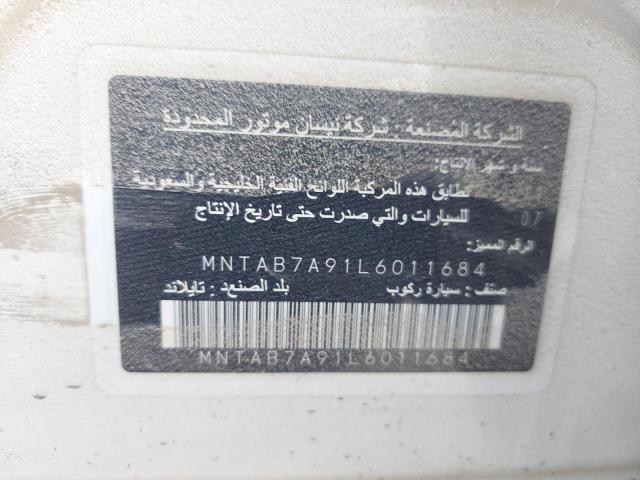 الشركة المصنعة - شركة نيسان موتور المحدودة
سنة و شهر الإنتاج:
تطابق هذه المركبة اللوائح الفنية الخليجية والسعودية
07 للسيارات والتي صدرت حتى تاريخ الإنتاج
الرقم المميز:
MNTAB7A91L6011684
صنف: سيارة ركوب بلد الصنع: تايلاند
MNTAB7A91L6011684